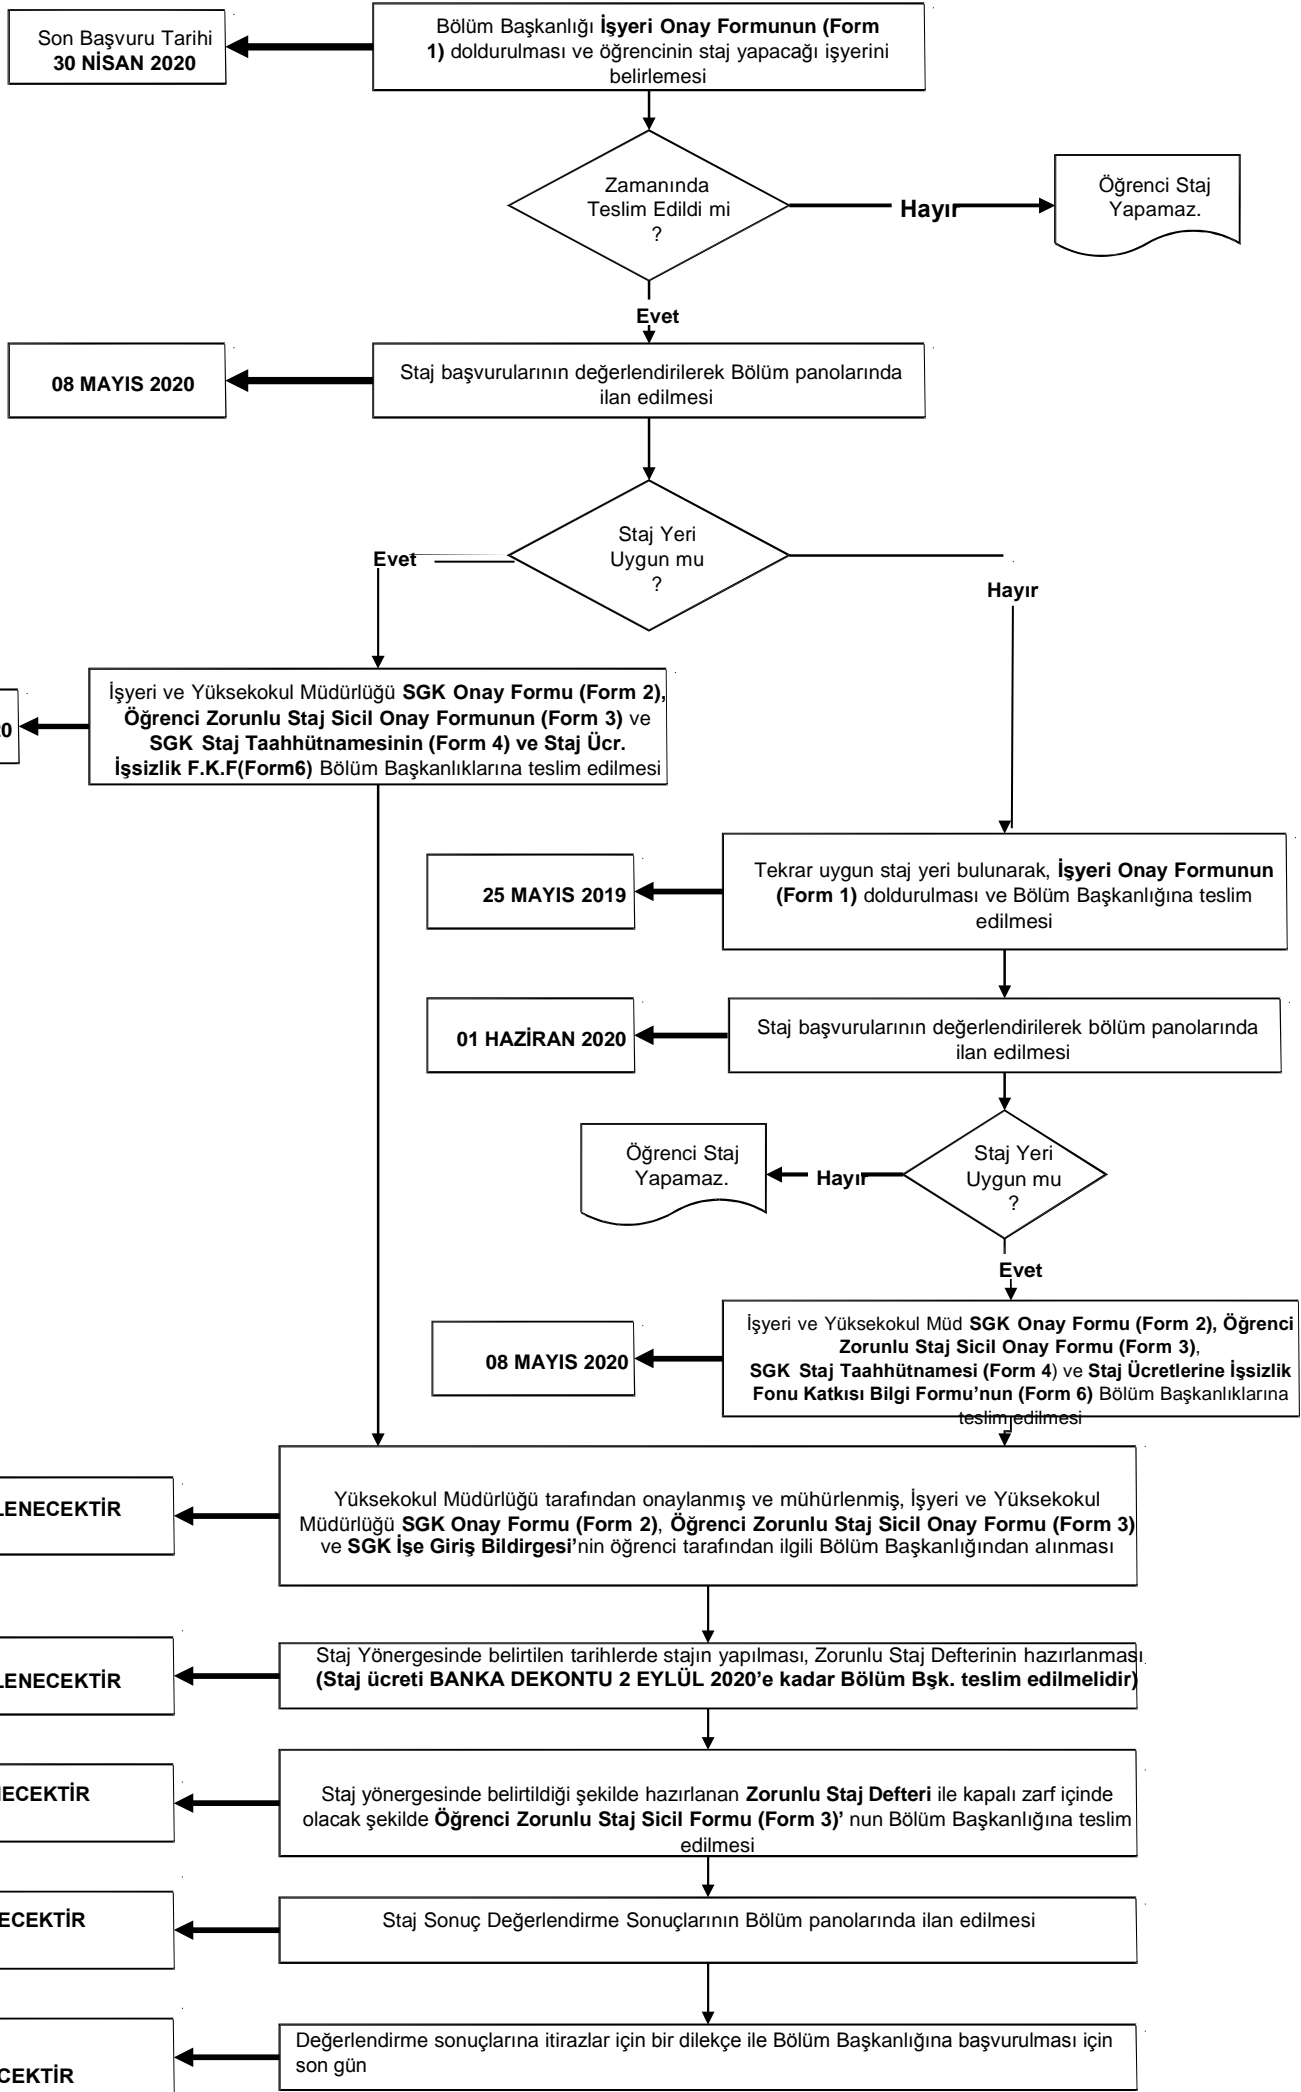 Son Başvuru Tarihi
30 NİSAN 2020
Bölüm Başkanlığı İşyeri Onay Formunun (Form
1) doldurulması ve öğrencinin staj yapacağı işyerini
belirlemesi
Zamanında
Teslim Edildi mi
?
Hayır
Öğrenci Staj
Yapamaz.
Evet
08 MAYIS 2020
Staj başvurularının değerlendirilerek Bölüm panolarında
ilan edilmesi
Staj Yeri
Uygun mu
?
Evet
Hayır
İşyeri ve Yüksekokul Müdürlüğü SGK Onay Formu (Form 2),
Öğrenci Zorunlu Staj Sicil Onay Formunun (Form 3) ve
SGK Staj Taahhütnamesinin (Form 4) ve Staj Ücr.
İşsizlik F.K.F(Form6) Bölüm Başkanlıklarına teslim edilmesi
25 MAYIS 2019
Tekrar uygun staj yeri bulunarak, İşyeri Onay Formunun
(Form 1) doldurulması ve Bölüm Başkanlığına teslim
edilmesi
01 HAZİRAN 2020
Staj başvurularının değerlendirilerek bölüm panolarında
ilan edilmesi
Öğrenci Staj
Yapamaz.
Hayır
Staj Yeri
Uygun mu
?
Evet
08 MAYIS 2020
İşyeri ve Yüksekokul Müd SGK Onay Formu (Form 2), Öğrenci
Zorunlu Staj Sicil Onay Formu (Form 3),
SGK Staj Taahhütnamesi (Form 4) ve Staj Ücretlerine İşsizlik
Fonu Katkısı Bilgi Formu’nun (Form 6) Bölüm Başkanlıklarına
teslim edilmesi
LENECEKTİR
Yüksekokul Müdürlüğü tarafından onaylanmış ve mühürlenmiş, İşyeri ve Yüksekokul
Müdürlüğü SGK Onay Formu (Form 2), Öğrenci Zorunlu Staj Sicil Onay Formu (Form 3)
ve SGK İşe Giriş Bildirgesi’nin öğrenci tarafından ilgili Bölüm Başkanlığından alınması
LENECEKTİR
Staj Yönergesinde belirtilen tarihlerde stajın yapılması, Zorunlu Staj Defterinin hazırlanması
(Staj ücreti BANKA DEKONTU 2 EYLÜL 2020’e kadar Bölüm Bşk. teslim edilmelidir)
NECEKTİR
Staj yönergesinde belirtildiği şekilde hazırlanan Zorunlu Staj Defteri ile kapalı zarf içinde
olacak şekilde Öğrenci Zorunlu Staj Sicil Formu (Form 3)’ nun Bölüm Başkanlığına teslim
edilmesi
ECEKTİR
Staj Sonuç Değerlendirme Sonuçlarının Bölüm panolarında ilan edilmesi
CEKTİR
Değerlendirme sonuçlarına itirazlar için bir dilekçe ile Bölüm Başkanlığına başvurulması için
son gün